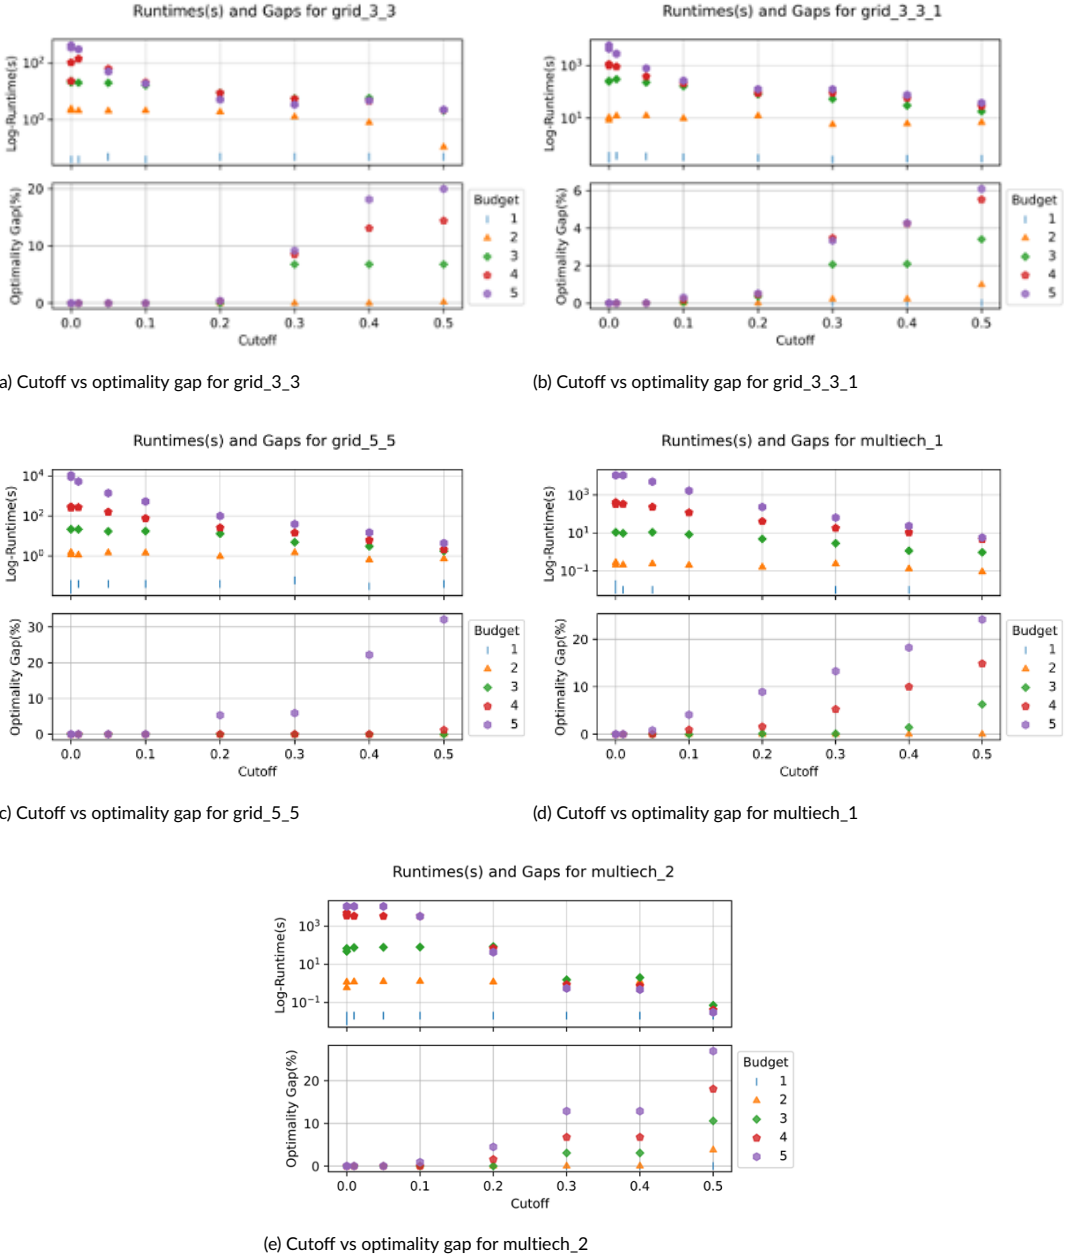 Runtimes(s) and Gaps for grid_3_3
Log-Runtime(s)
10²
10⁰
Optimality Gap(%)
20
10
0
0.0 0.1 0.2 0.3 0.4 0.5
Cutoff
Budget
1
2
3
4
5
a) Cutoff vs optimality gap for grid_3_3
Runtimes(s) and Gaps for grid_3_3_1
Log-Runtime(s)
10³
10¹
Optimality Gap(%)
6
4
2
0
0.0 0.1 0.2 0.3 0.4 0.5
Cutoff
Budget
1
2
3
4
5
(b) Cutoff vs optimality gap for grid_3_3_1
Runtimes(s) and Gaps for grid_5_5
Log-Runtime(s)
10⁴
10²
10⁰
Optimality Gap(%)
30
20
10
0
0.0 0.1 0.2 0.3 0.4 0.5
Cutoff
Budget
1
2
3
4
5
c) Cutoff vs optimality gap for grid_5_5
Runtimes(s) and Gaps for multiech_1
Log-Runtime(s)
10³
10¹
10⁻¹
Optimality Gap(%)
20
10
0
0.0 0.1 0.2 0.3 0.4 0.5
Cutoff
Budget
1
2
3
4
5
(d) Cutoff vs optimality gap for multiech_1
Runtimes(s) and Gaps for multiech_2
Log-Runtime(s)
10³
10¹
10⁻¹
Optimality Gap(%)
20
10
0
0.0 0.1 0.2 0.3 0.4 0.5
Cutoff
Budget
1
2
3
4
5
(e) Cutoff vs optimality gap for multiech_2